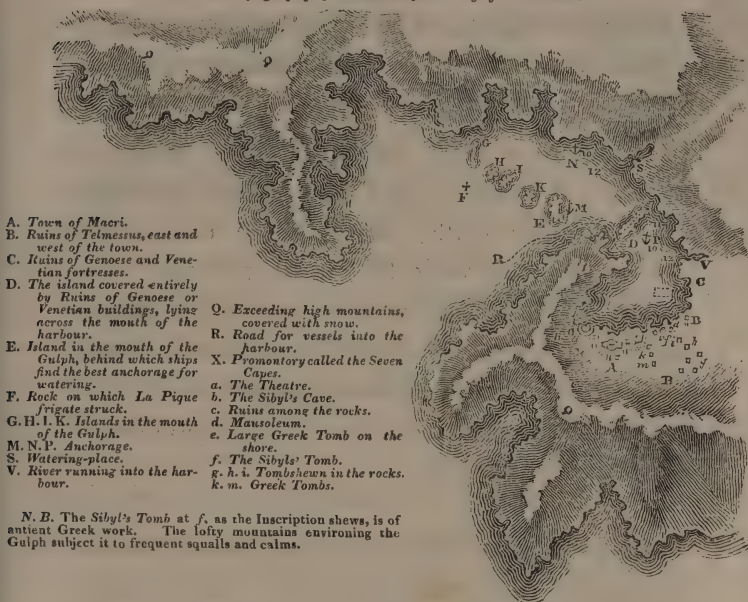 A. Town of Macri.
B. Ruins of Telmessus, east and
west of the town.
C. Ruins of Genoese and Vene-
tian fortresses.
D. The island covered entirely
by Ruins of Genoese or
Venetian buildings, lying
across the mouth of the
harbour.
E. Island in the mouth of the
Gulph, behind which ships
find the best anchorage for
watering.
F. Rock on which La Pique
frigate struck.
G. H. I. K. Islands in the mouth
of the Gulph.
M. N. P. Anchorage.
S. Watering-place.
V. River running into the har-
bour.
Q. Exceeding high mountains,
covered with snow.
R. Road for vessels into the
harbour.
X. Promontory called the Seven
Capes.
a. The Theatre.
b. The Sibyl's Cave.
c. Ruins among the rocks.
d. Mausoleum.
e. Large Greek Tomb on the
shore.
f. The Sibyls' Tomb.
g. h. i. Tombshewn in the rocks.
k. m. Greek Tombs.
N. B. The Sibyl's Tomb at f. as the Inscription shews, is of
antient Greek work. The lofty mountains environing the
Gulph subject it to frequent squalls and calms.
G
H
I
K
F
E
M
N
10
12
S
D
R
V
C
B
A
B